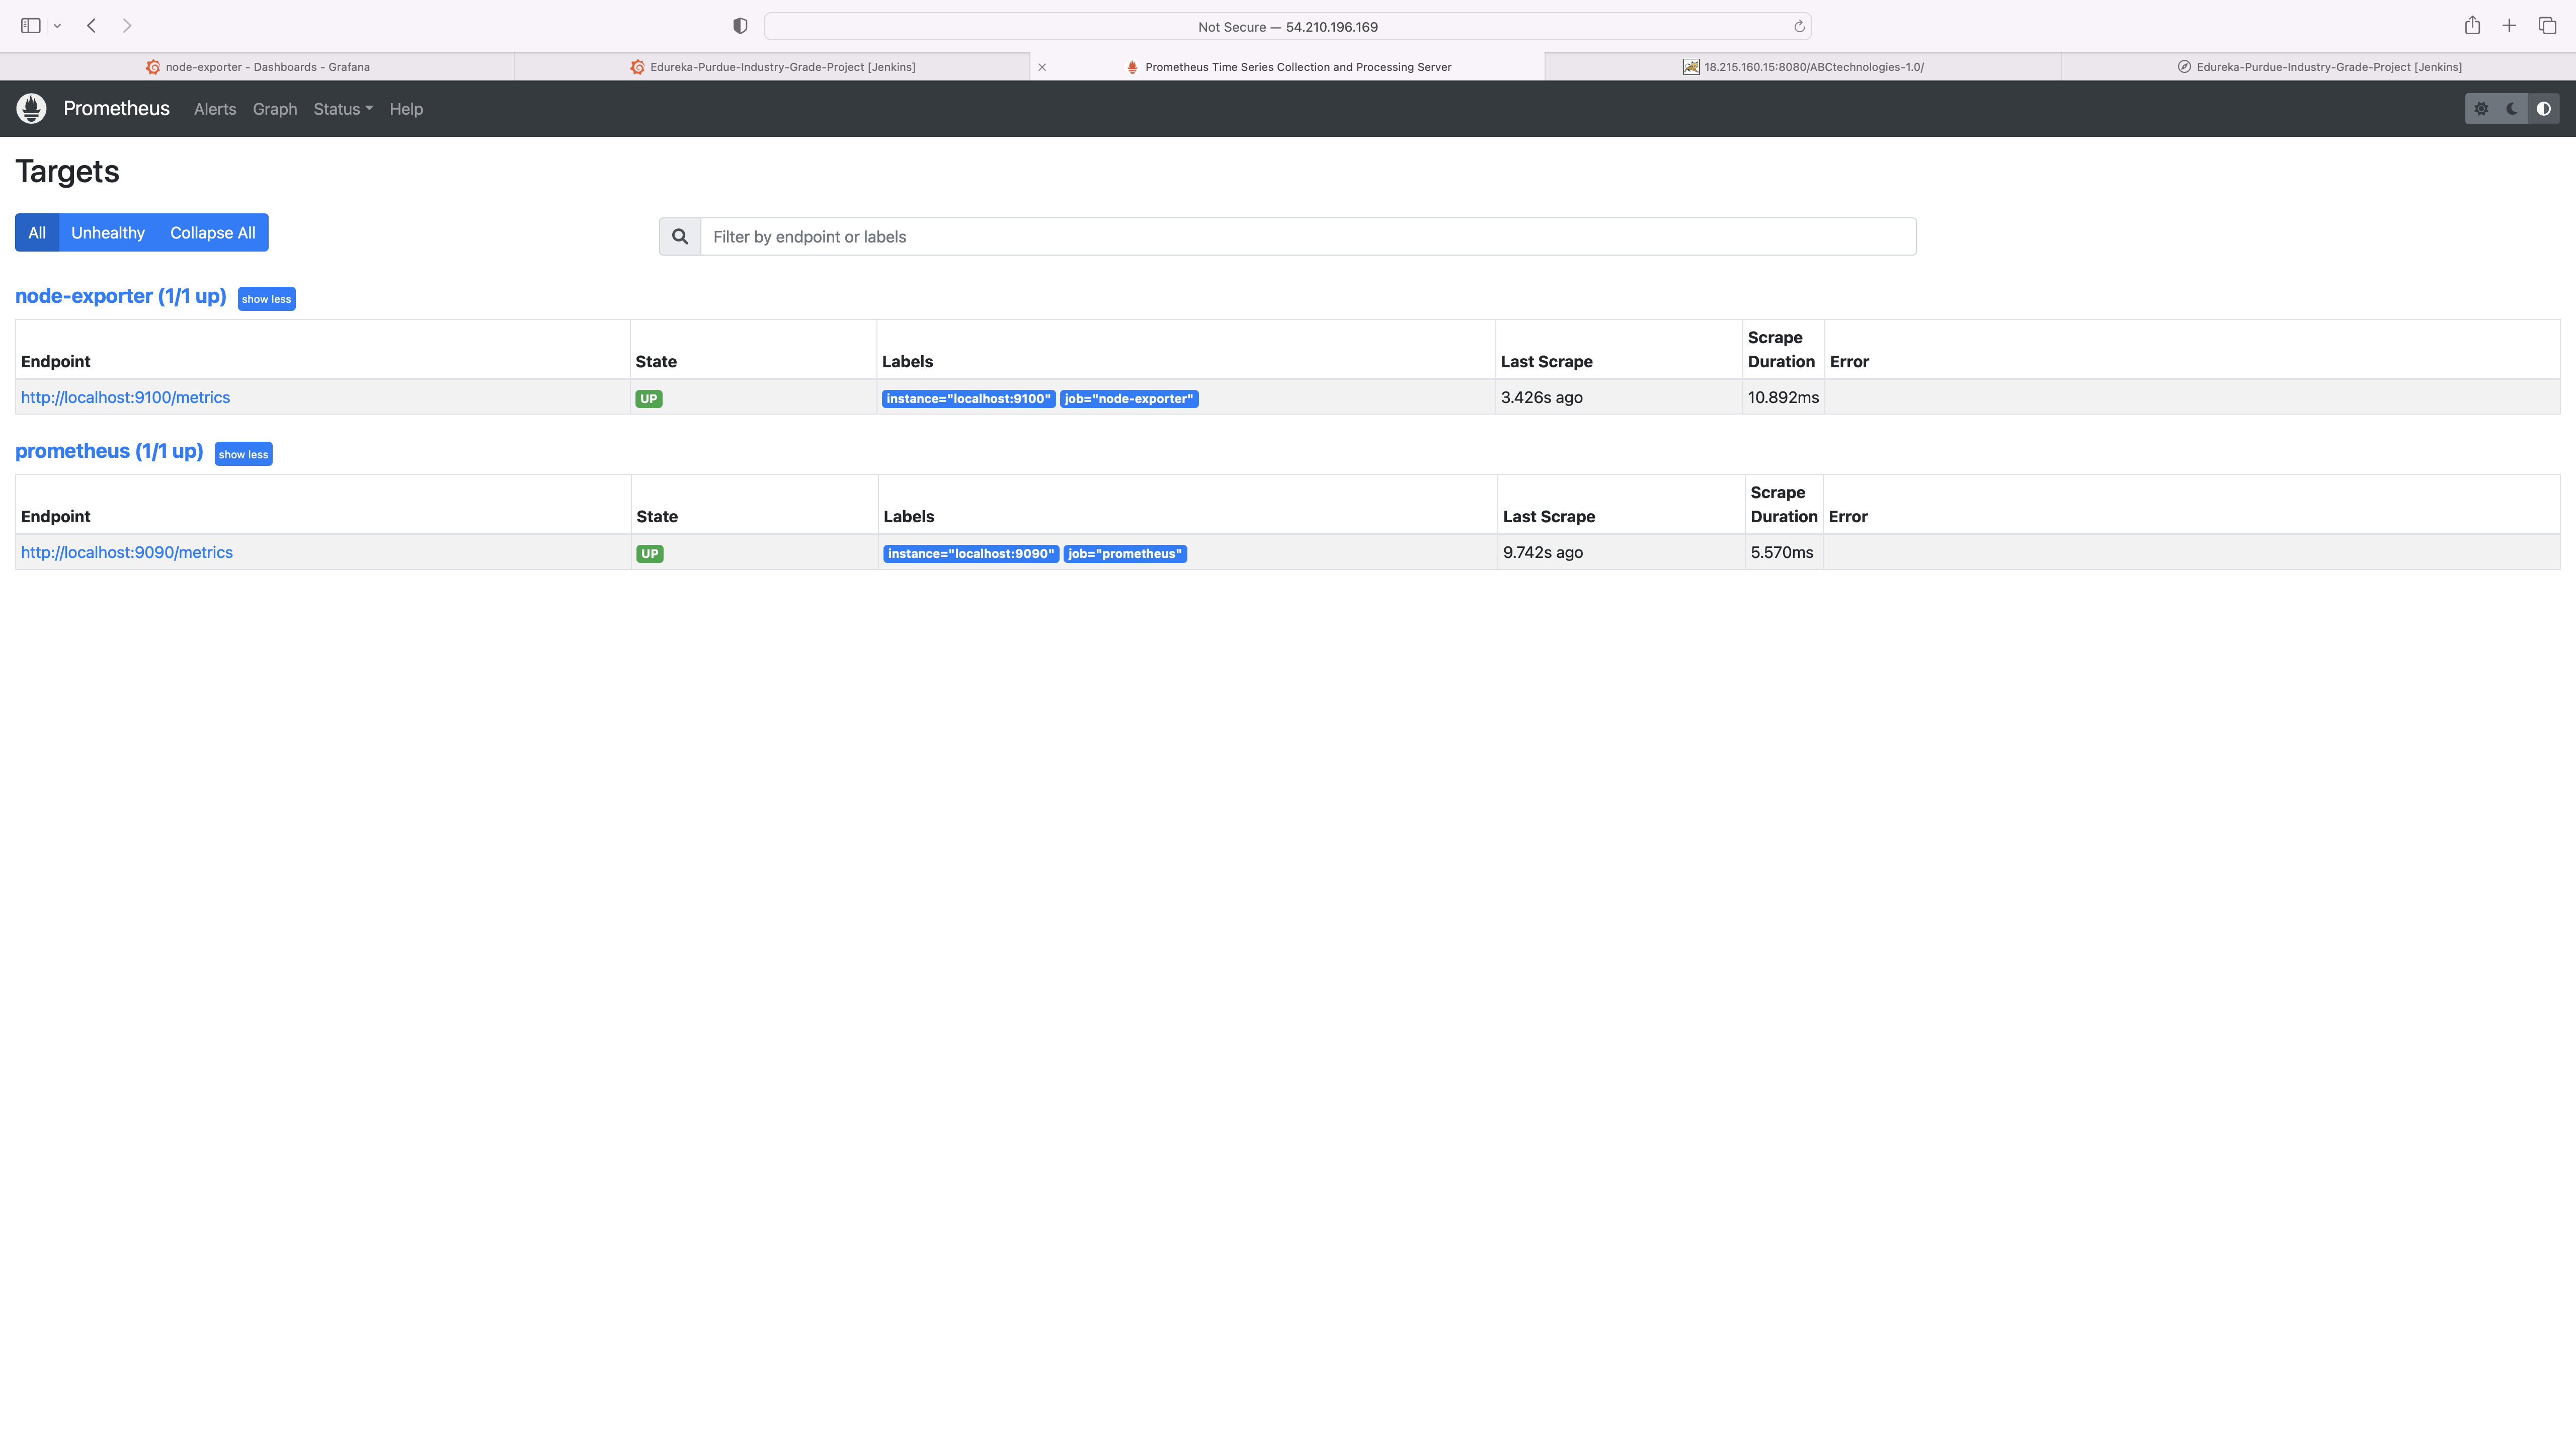 Not Secure — 54.210.196.169
node-exporter - Dashboards - Grafana
Edureka-Purdue-Industry-Grade-Project [Jenkins]
Prometheus Time Series Collection and Processing Server
18.215.160.15:8080/ABCtechnologies-1.0/
Edureka-Purdue-Industry-Grade-Project [Jenkins]
Prometheus Alerts Graph Status Help
Targets
All Unhealthy Collapse All
Filter by endpoint or labels
node-exporter (1/1 up) show less
Endpoint State Labels Last Scrape Scrape Duration Error
http://localhost:9100/metrics UP instance="localhost:9100" job="node-exporter" 3.426s ago 10.892ms
prometheus (1/1 up) show less
Endpoint State Labels Last Scrape Scrape Duration Error
http://localhost:9090/metrics UP instance="localhost:9090" job="prometheus" 9.742s ago 5.570ms